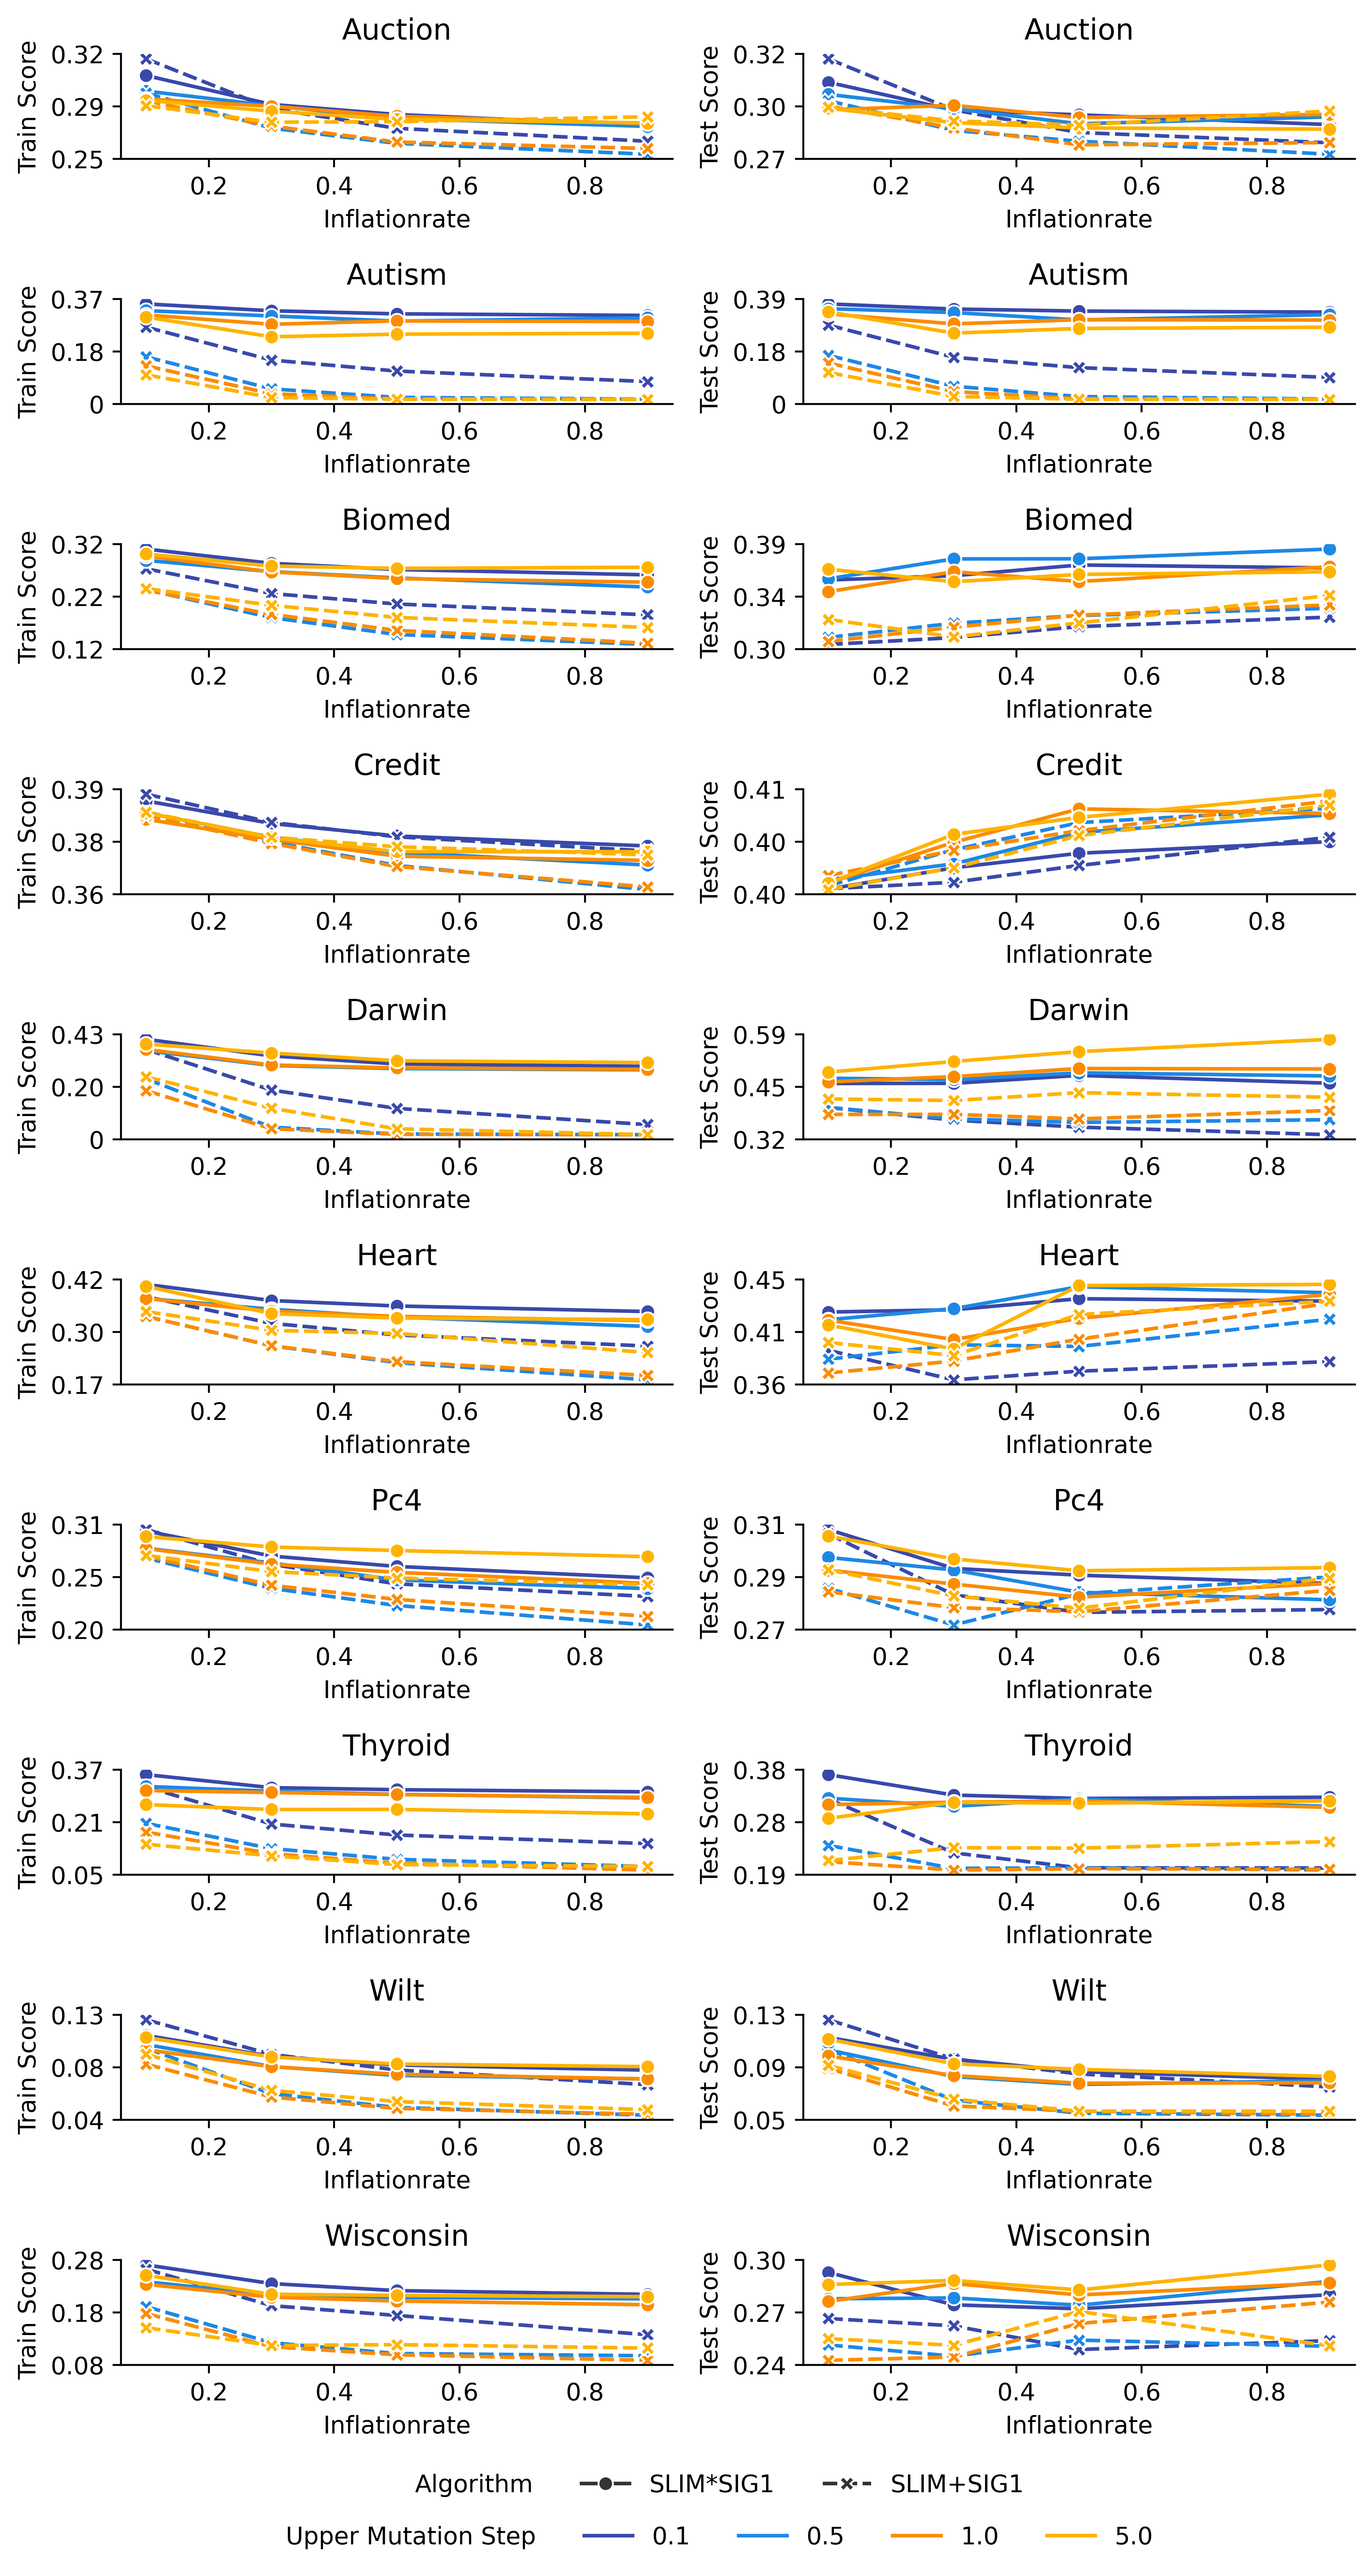 Auction Auction
Train Score 0.32 0.29 0.25 Test Score 0.32 0.30 0.27
0.2 0.4 0.6 0.8 0.2 0.4 0.6 0.8
Inflationrate Inflationrate
Autism Autism
Train Score 0.37 0.18 0 Test Score 0.39 0.18 0
0.2 0.4 0.6 0.8 0.2 0.4 0.6 0.8
Inflationrate Inflationrate
Biomed Biomed
Train Score 0.32 0.22 0.12 Test Score 0.39 0.34 0.30
0.2 0.4 0.6 0.8 0.2 0.4 0.6 0.8
Inflationrate Inflationrate
Credit Credit
Train Score 0.39 0.38 0.36 Test Score 0.41 0.40 0.40
0.2 0.4 0.6 0.8 0.2 0.4 0.6 0.8
Inflationrate Inflationrate
Darwin Darwin
Train Score 0.43 0.20 0 Test Score 0.59 0.45 0.32
0.2 0.4 0.6 0.8 0.2 0.4 0.6 0.8
Inflationrate Inflationrate
Heart Heart
Train Score 0.42 0.30 0.17 Test Score 0.45 0.41 0.36
0.2 0.4 0.6 0.8 0.2 0.4 0.6 0.8
Inflationrate Inflationrate
Pc4 Pc4
Train Score 0.31 0.25 0.20 Test Score 0.31 0.29 0.27
0.2 0.4 0.6 0.8 0.2 0.4 0.6 0.8
Inflationrate Inflationrate
Thyroid Thyroid
Train Score 0.37 0.21 0.05 Test Score 0.38 0.28 0.19
0.2 0.4 0.6 0.8 0.2 0.4 0.6 0.8
Inflationrate Inflationrate
Wilt Wilt
Train Score 0.13 0.08 0.04 Test Score 0.13 0.09 0.05
0.2 0.4 0.6 0.8 0.2 0.4 0.6 0.8
Inflationrate Inflationrate
Wisconsin Wisconsin
Train Score 0.28 0.18 0.08 Test Score 0.30 0.27 0.24
0.2 0.4 0.6 0.8 0.2 0.4 0.6 0.8
Inflationrate Inflationrate
Algorithm SLIM*SIG1 SLIM+SIG1
Upper Mutation Step 0.1 0.5 1.0 5.0